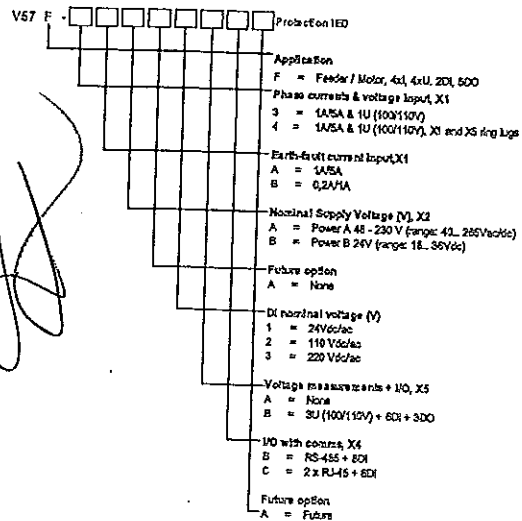 V57 F - Protection IED
Application
F = Feeder / Motor, 4xI, 4xU, 2DI, 5DO
Phase currents & voltage input, X1
3 = 1A/5A & 1U (100/110V)
4 = 1A/5A & 1U (100/110V), X1 and X5 ring lugs
Earth-fault current input, X1
A = 1A/5A
B = 0,2A/1A
Nominal Supply Voltage (V), X2
A = Power A 48 - 230 V (range: 40... 265Vac/dc)
B = Power B 24V (range: 18... 36Vdc)
Future option
A = None
DI nominal voltage (V)
1 = 24Vdc/ac
2 = 110 Vdc/ac
3 = 220 Vdc/ac
Voltage measurements + I/O, X5
A = None
B = 3U (100/110V) + 6DI + 3DO
I/O with comms, X4
B = RS-485 + 8DI
C = 2 x RJ-45 + 8DI
Future option
A = Future